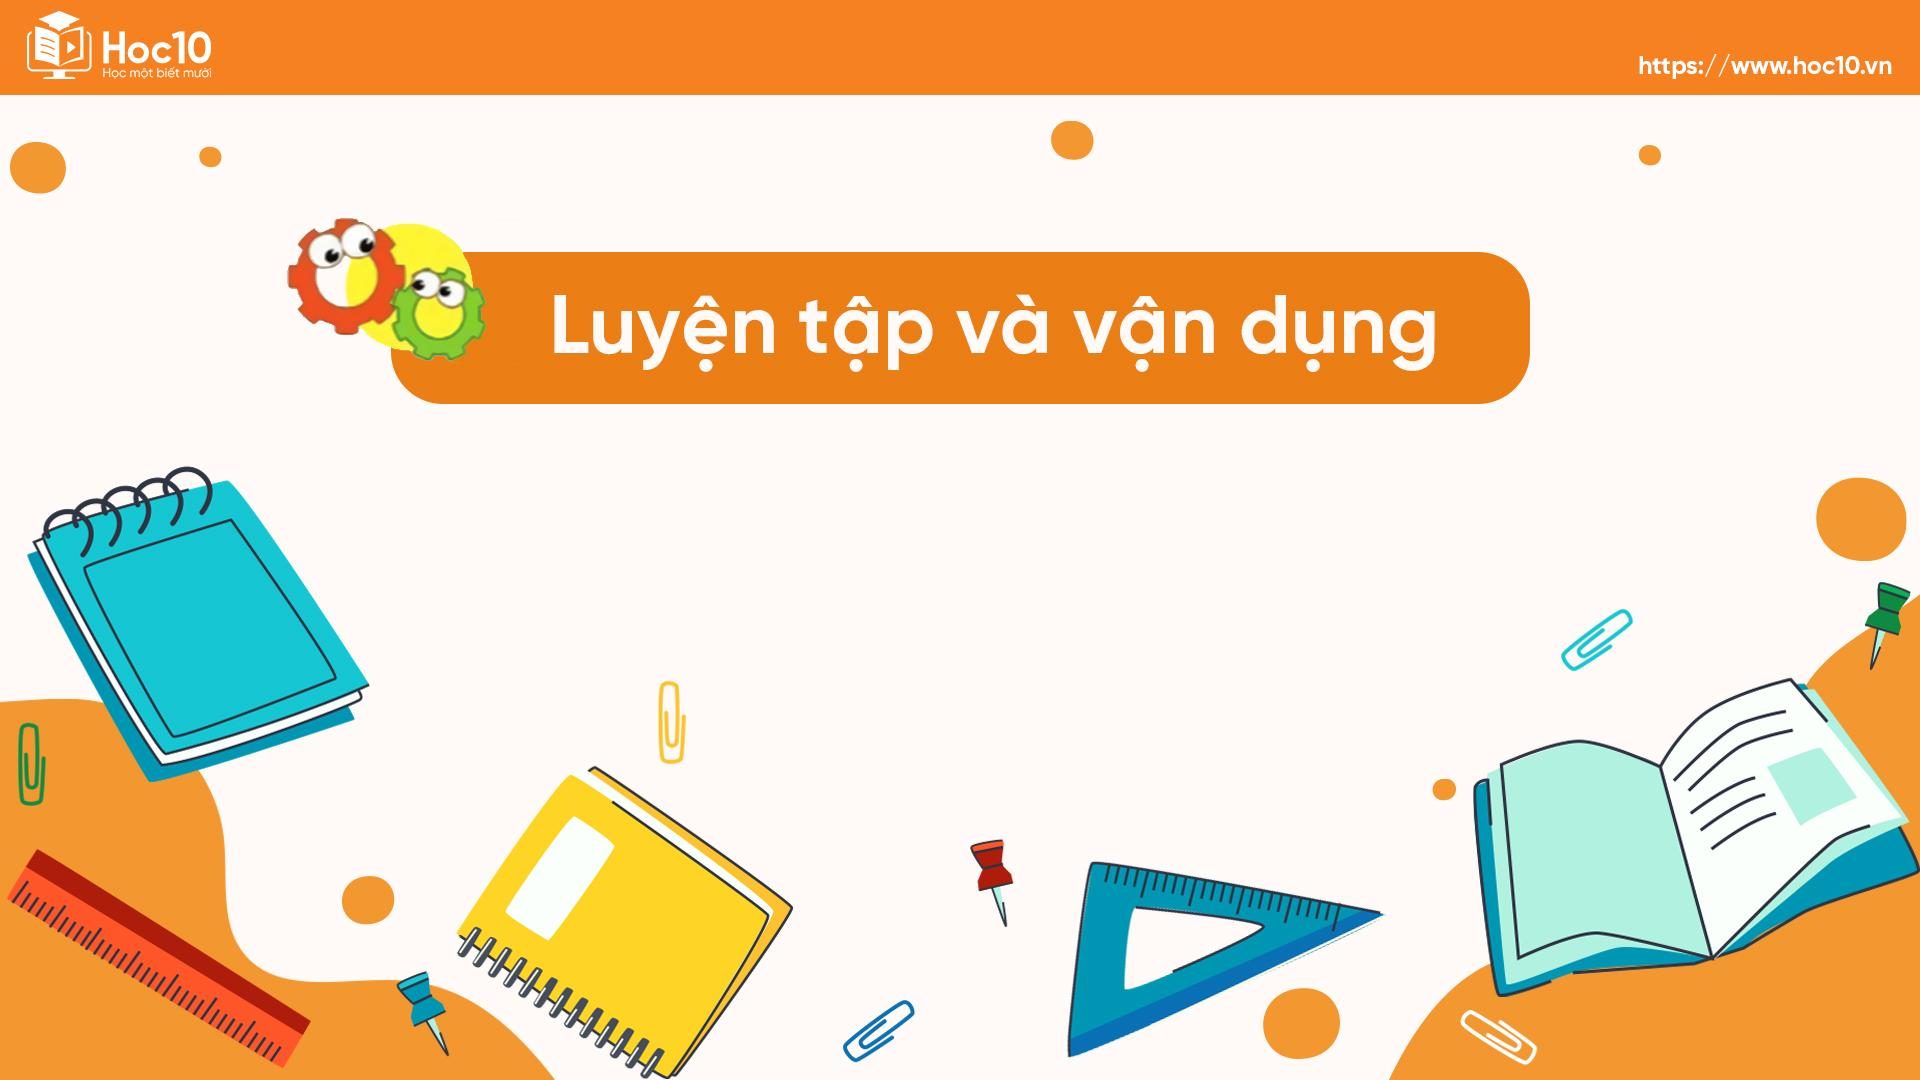 Hoc10
Học một biết mười
https://www.hoc10.vn
Luyện tập và vận dụng